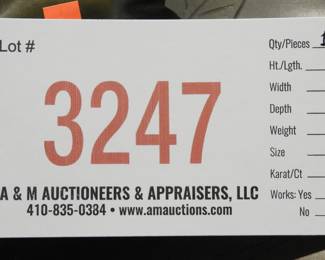 Lot #
3247
A & M AUCTIONEERS & APPRAISERS, LLC
410-835-0384 • www.amauctions.com
Qty/Pieces
Ht./Lgth.
Width
Depth
Weight
Size
Karat/Ct
Works: Yes
No